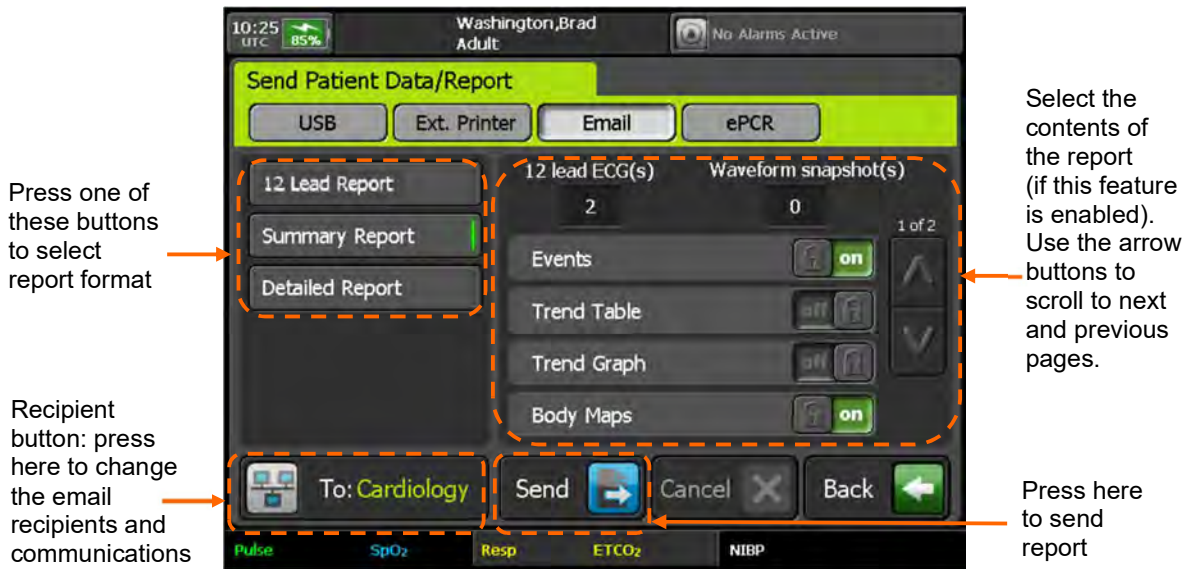 10:25
UTC
85%
Washington,Brad
Adult
No Alarms Active
Send Patient Data/Report
USB
Ext. Printer
Email
ePCR
Press one of
these buttons
to select
report format
12 Lead Report
Summary Report
Detailed Report
12 lead ECG(s)
Waveform snapshot(s)
2
0
1 of 2
Events
on
Trend Table
off
Trend Graph
off
Body Maps
on
Select the
contents of
the report
(if this feature
is enabled).
Use the arrow
buttons to
scroll to next
and previous
pages.
Recipient
button: press
here to change
the email
recipients and
communications
To: Cardiology
Send
Cancel
Back
Press here
to send
report
Pulse
SpO2
Resp
ETCO2
NIBP